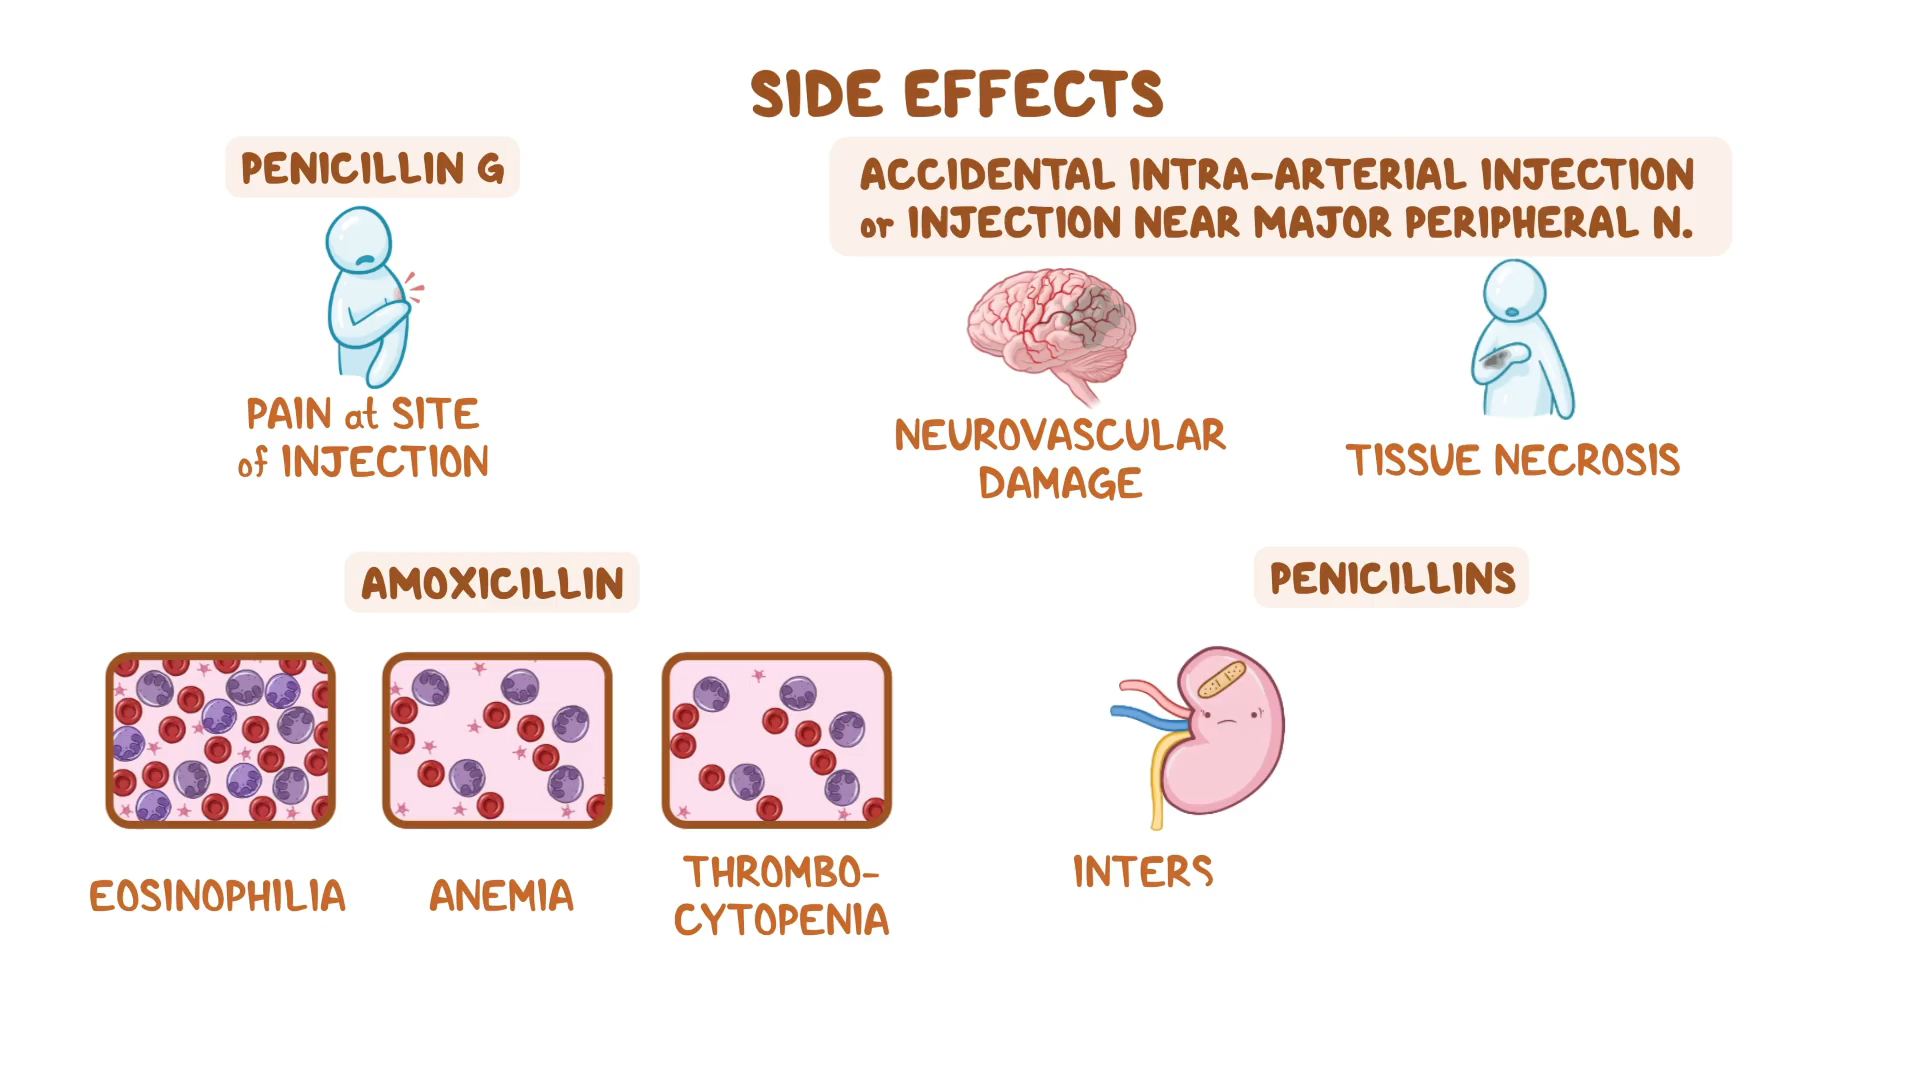 SIDE EFFECTS
PENICILLIN G
PAIN at SITE
of INJECTION
ACCIDENTAL INTRA-ARTERIAL INJECTION
or INJECTION NEAR MAJOR PERIPHERAL N.
NEUROVASCULAR
DAMAGE
TISSUE NECROSIS
AMOXICILLIN
EOSINOPHILIA
ANEMIA
THROMBO-
CYTOPENIA
PENICILLINS
INTERS